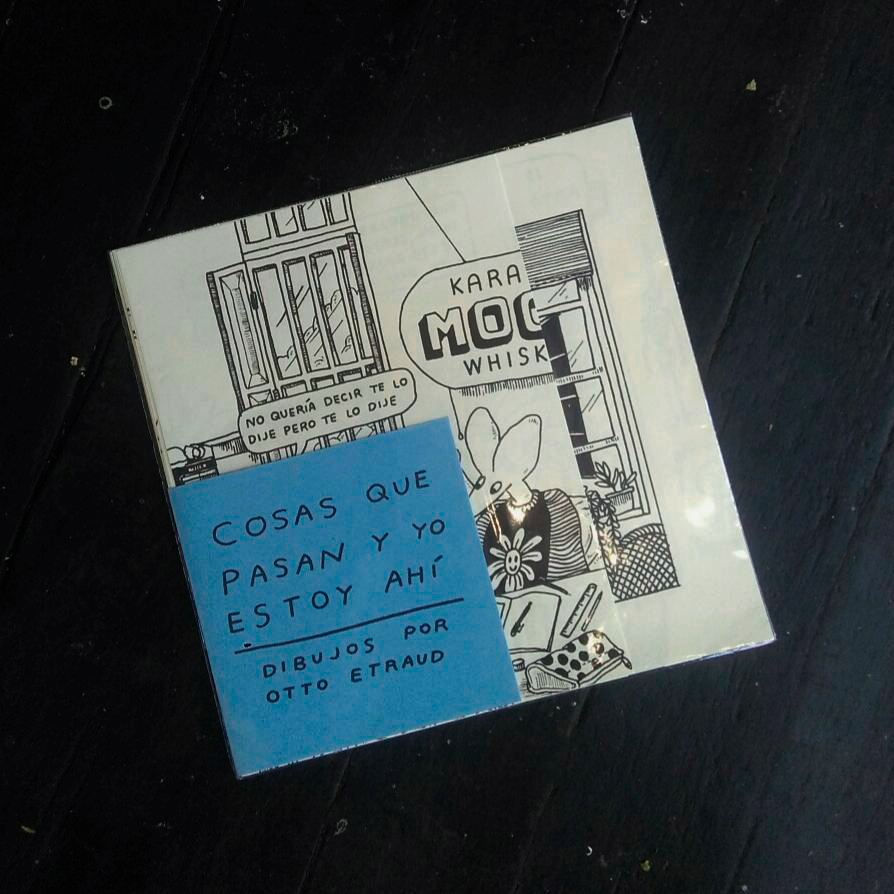 KARA
MOC
WHISK
NO QUERÍA DECIR TE LO
DIJE PERO TE LO DIJE
COSAS QUE
PASAN Y YO
ESTOY AHÍ
DIBUJOS POR
OTTO ETRAUD